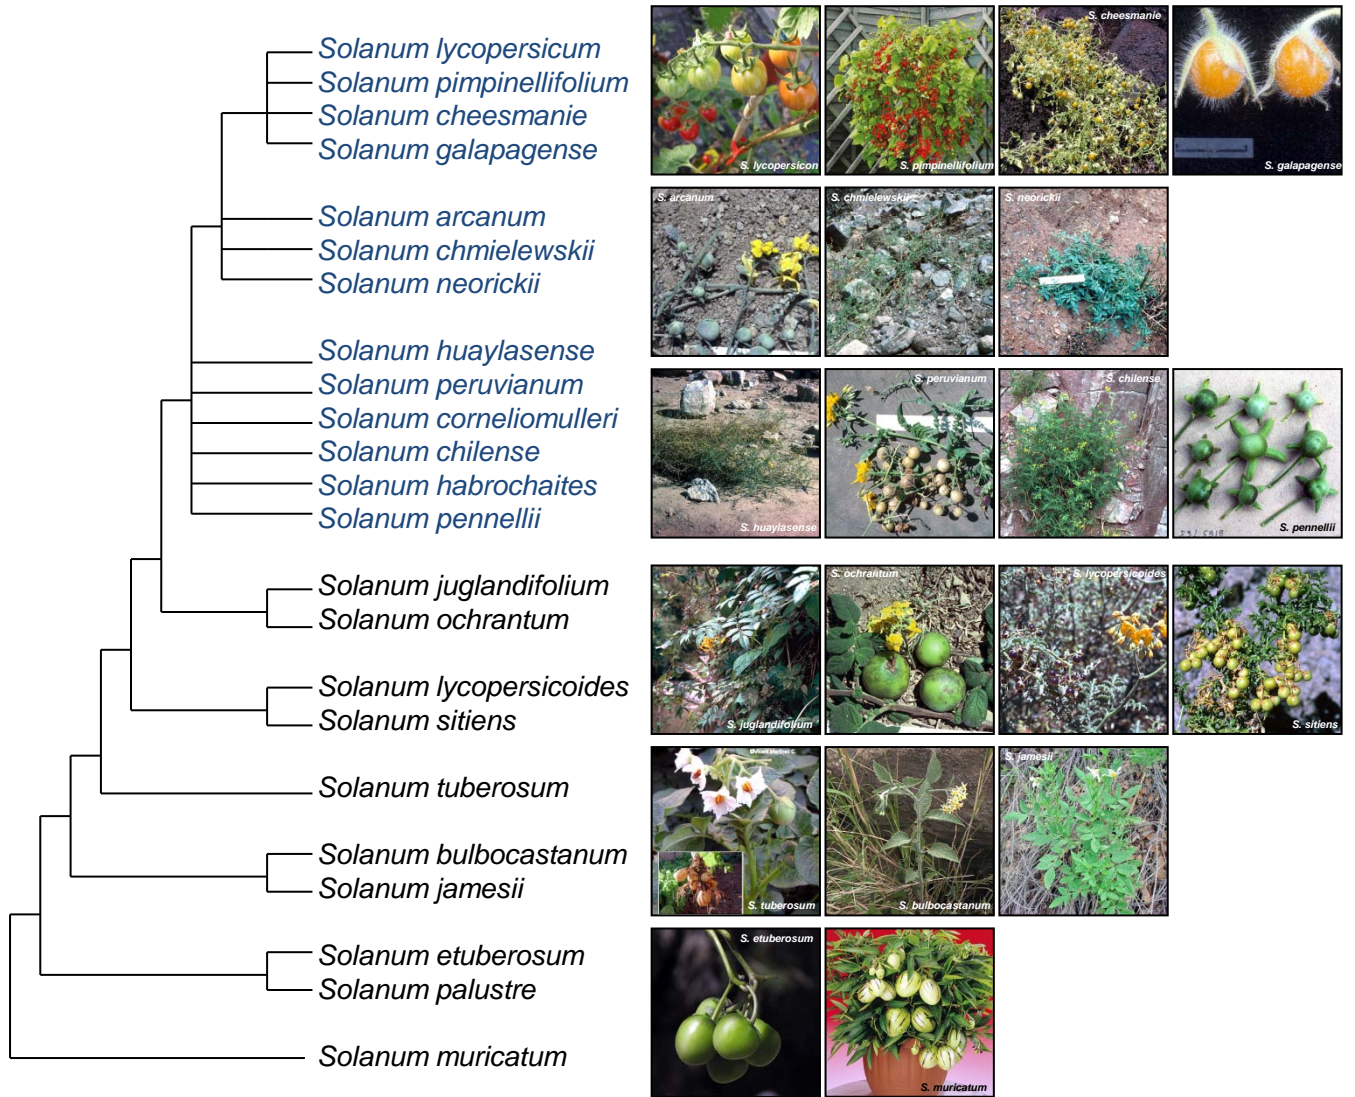 Solanum lycopersicum
Solanum pimpinellifolium
Solanum cheesmanie
Solanum galapagense
Solanum arcanum
Solanum chmielewskii
Solanum neorickii
Solanum huaylasense
Solanum peruvianum
Solanum corneliomulleri
Solanum chilense
Solanum habrochaites
Solanum pennellii
Solanum juglandifolium
Solanum ochrantum
Solanum lycopersicoides
Solanum sitiens
Solanum tuberosum
Solanum bulbocastanum
Solanum jamesii
Solanum etuberosum
Solanum palustre
Solanum muricatum
S. lycopersicon
S. pimpinellifolium
S. cheesmanie
S. galapagense
S. arcanum
S. chmielewskii
S. neorickii
S. huaylasense
S. peruvianum
S. chilense
S. pennellii
S. juglandifolium
S. ochrantum
S. lycopersicoides
S. sitiens
S. tuberosum
S. bulbocastanum
S. jamesii
S. etuberosum
S. muricatum